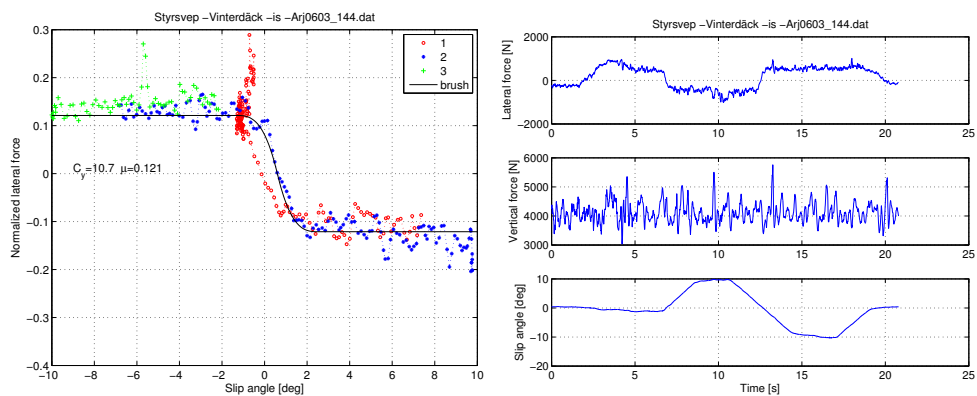 Styrsvep −Vinterdäck −is −Arj0603_144.dat
0.3
0.2
0.1
0
−0.1
−0.2
−0.3
−0.4
Normalized lateral force
1
2
3
brush
C_y=10.7 μ=0.121
−10 −8 −6 −4 −2 0 2 4 6 8 10
Slip angle [deg]
Styrsvep −Vinterdäck −is −Arj0603_144.dat
2000
0
−2000
Lateral force [N]
0 5 10 15 20 25
6000
5000
4000
3000
Vertical force [N]
0 5 10 15 20 25
10
0
−10
−20
Slip angle [deg]
0 5 10 15 20 25
Time [s]